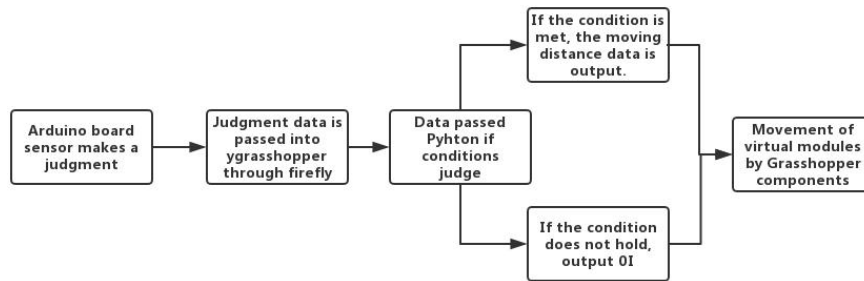 Arduino board
sensor makes a
judgment
Judgment data is
passed into
ygrasshopper
through firefly
Data passed
Pyhton if
conditions
judge
If the condition is
met, the moving
distance data is
output.
If the condition
does not hold,
output 0I
Movement of
virtual modules
by Grasshopper
components